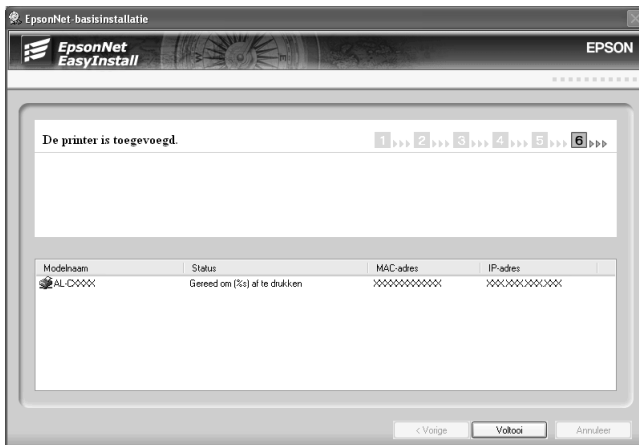 EpsonNet-basisinstallatie
EpsonNet
EasyInstall
EPSON
De printer is toegevoegd.
1 2 3 4 5 6
Modelnaam Status MAC-adres IP-adres
AL-CXXXX Gereed om (%s) af te drukken XXXXXXXXXXX XXX.XXX.XXX.XXX
< Vorige Voltooi Annuleer